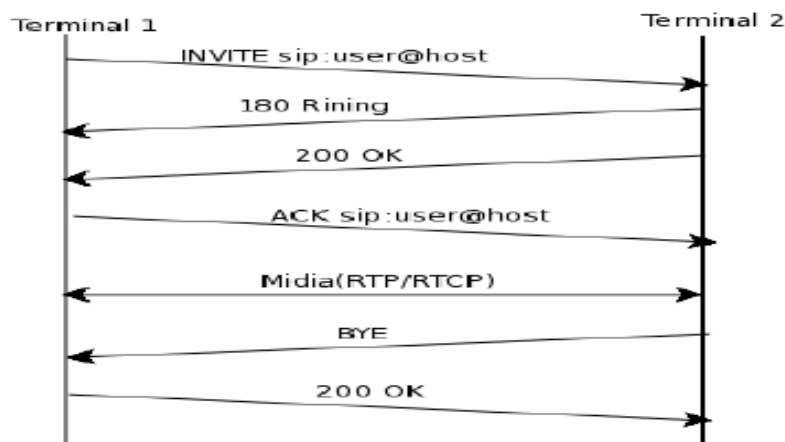 Terminal 1
Terminal 2
INVITE sip:user@host
180 Rining
200 OK
ACK sip:user@host
Midia(RTP/RTCP)
BYE
200 OK